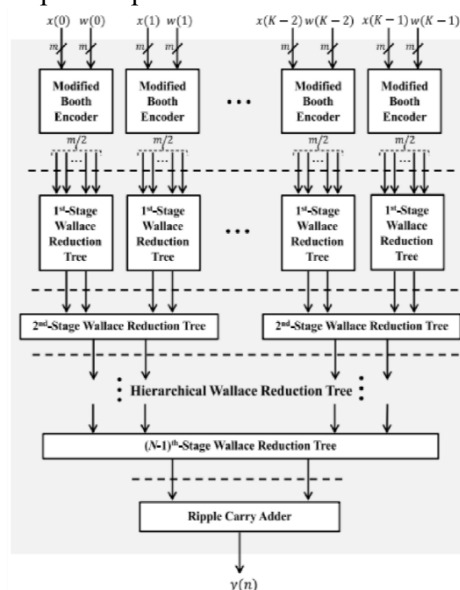 x(0) w(0) x(1) w(1) x(K−2) w(K−2) x(K−1) w(K−1)
m m m m m m m m
Modified Booth Encoder
Modified Booth Encoder
...
Modified Booth Encoder
Modified Booth Encoder
m/2 m/2 m/2 m/2
... ... ... ...
1st-Stage Wallace Reduction Tree
1st-Stage Wallace Reduction Tree
...
1st-Stage Wallace Reduction Tree
1st-Stage Wallace Reduction Tree
2nd-Stage Wallace Reduction Tree 2nd-Stage Wallace Reduction Tree
Hierarchical Wallace Reduction Tree
(N-1)th-Stage Wallace Reduction Tree
Ripple Carry Adder
y(n)